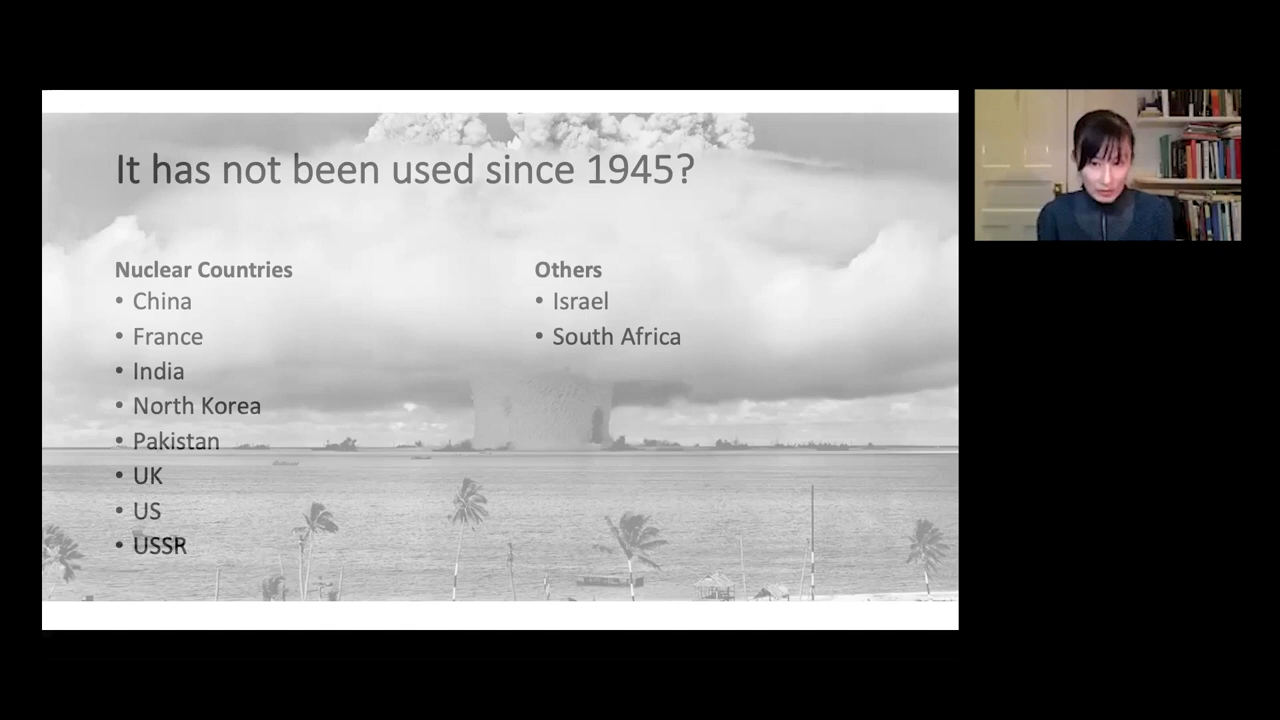 It has not been used since 1945?
Nuclear Countries
• China
• France
• India
• North Korea
• Pakistan
• UK
• US
• USSR
Others
• Israel
• South Africa